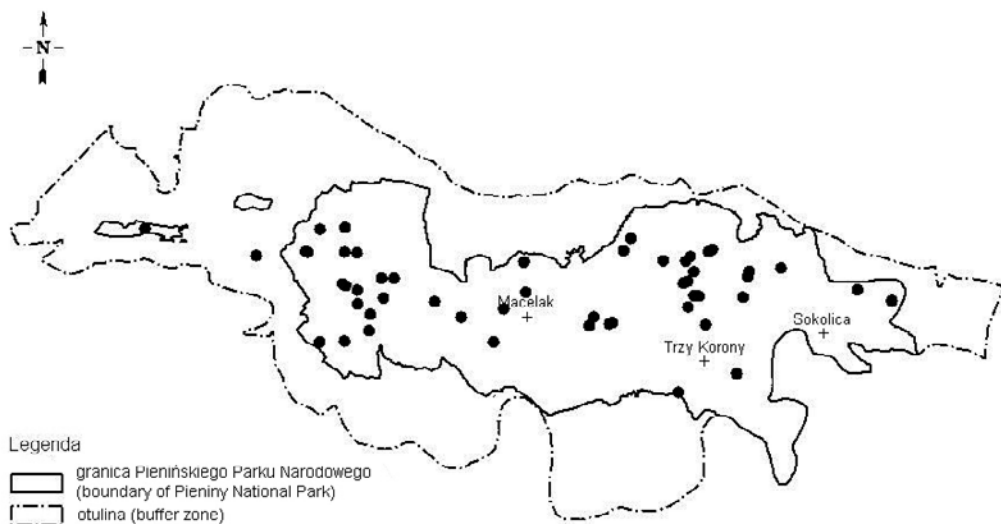 N
Macelak
Sokolica
Trzy Korony
Legenda
granica Pienińskiego Parku Narodowego
(boundary of Pieniny National Park)
otulina (buffer zone)